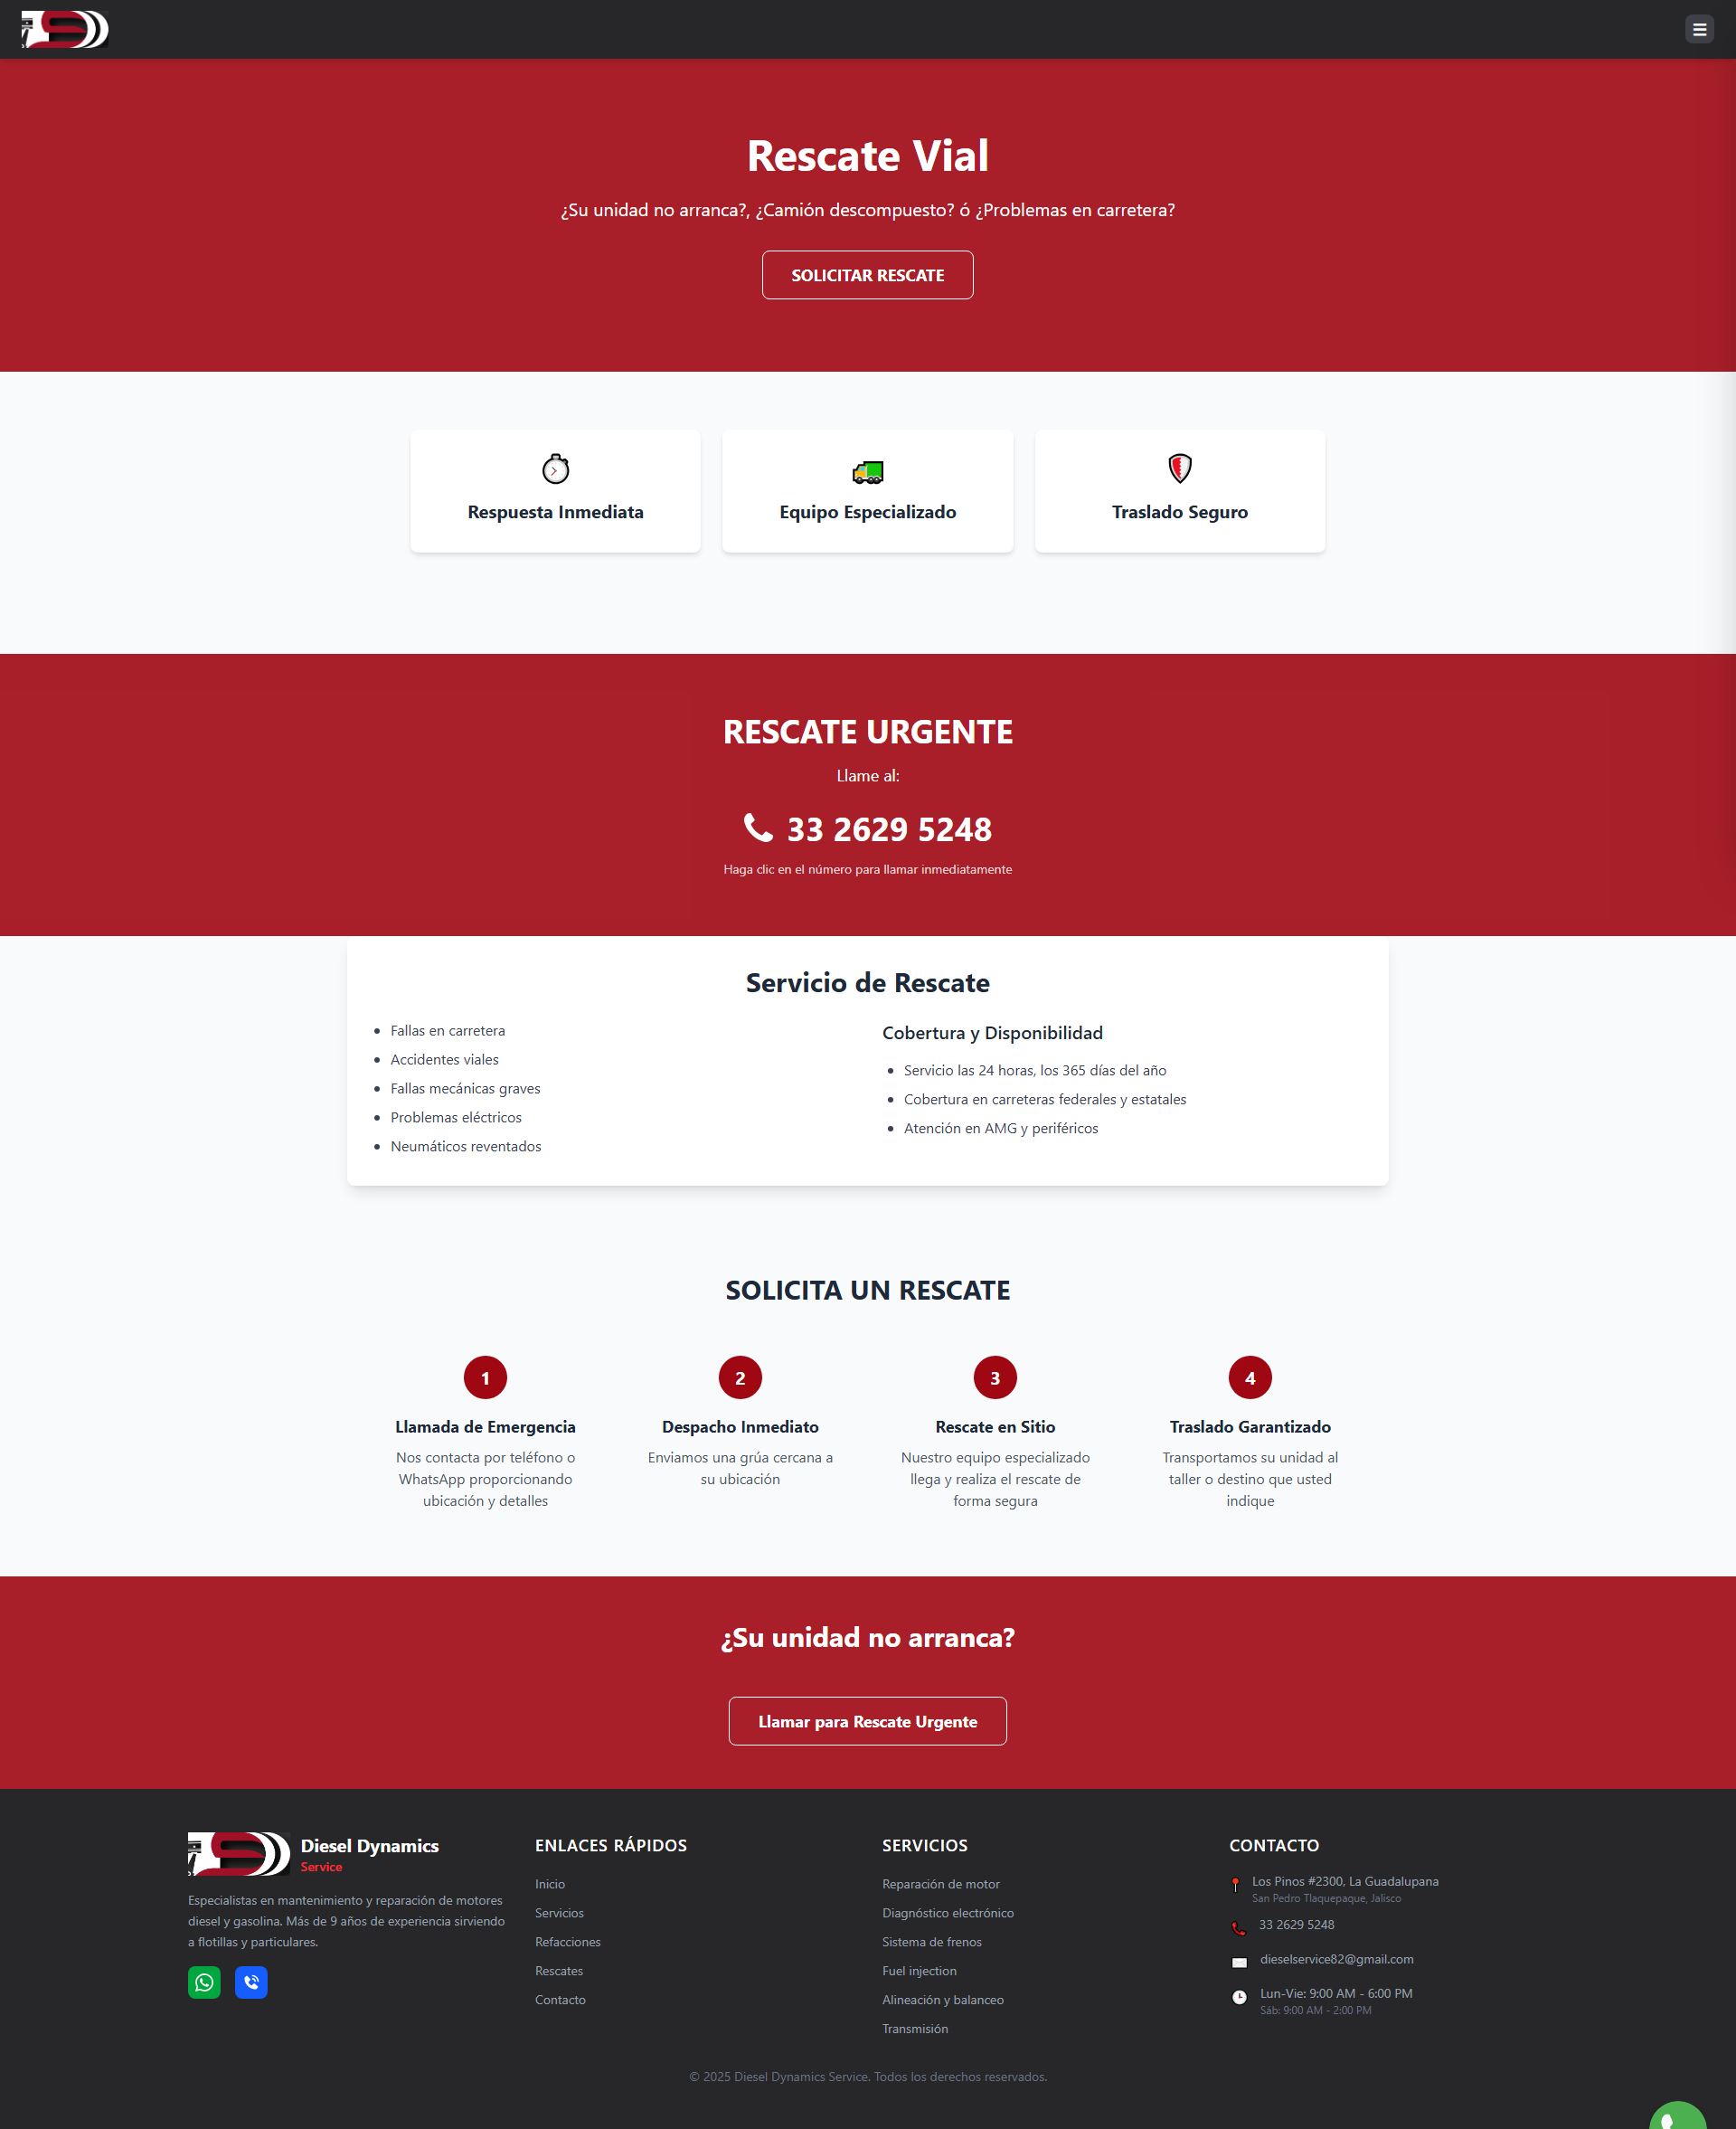 Rescate Vial
¿Su unidad no arranca?, ¿Camión descompuesto? ó ¿Problemas en carretera?
SOLICITAR RESCATE
Respuesta Inmediata
Equipo Especializado
Traslado Seguro
RESCATE URGENTE
Llame al:
33 2629 5248
Haga clic en el número para llamar inmediatamente
Servicio de Rescate
Fallas en carretera
Accidentes viales
Fallas mecánicas graves
Problemas eléctricos
Neumáticos reventados
Cobertura y Disponibilidad
Servicio las 24 horas, los 365 días del año
Cobertura en carreteras federales y estatales
Atención en AMG y periféricos
SOLICITA UN RESCATE
1
Llamada de Emergencia
Nos contacta por teléfono o
WhatsApp proporcionando
ubicación y detalles
2
Despacho Inmediato
Enviamos una grúa cercana a
su ubicación
3
Rescate en Sitio
Nuestro equipo especializado
llega y realiza el rescate de
forma segura
4
Traslado Garantizado
Transportamos su unidad al
taller o destino que usted
indique
¿Su unidad no arranca?
Llamar para Rescate Urgente
Diesel Dynamics
Service
Especialistas en mantenimiento y reparación de motores
diesel y gasolina. Más de 9 años de experiencia sirviendo
a flotillas y particulares.
ENLACES RÁPIDOS
Inicio
Servicios
Refacciones
Rescates
Contacto
SERVICIOS
Reparación de motor
Diagnóstico electrónico
Sistema de frenos
Fuel injection
Alineación y balanceo
Transmisión
CONTACTO
Los Pinos #2300, La Guadalupana
San Pedro Tlaquepaque, Jalisco
33 2629 5248
dieselservice82@gmail.com
Lun-Vie: 9:00 AM - 6:00 PM
Sáb: 9:00 AM - 2:00 PM
© 2025 Diesel Dynamics Service. Todos los derechos reservados.